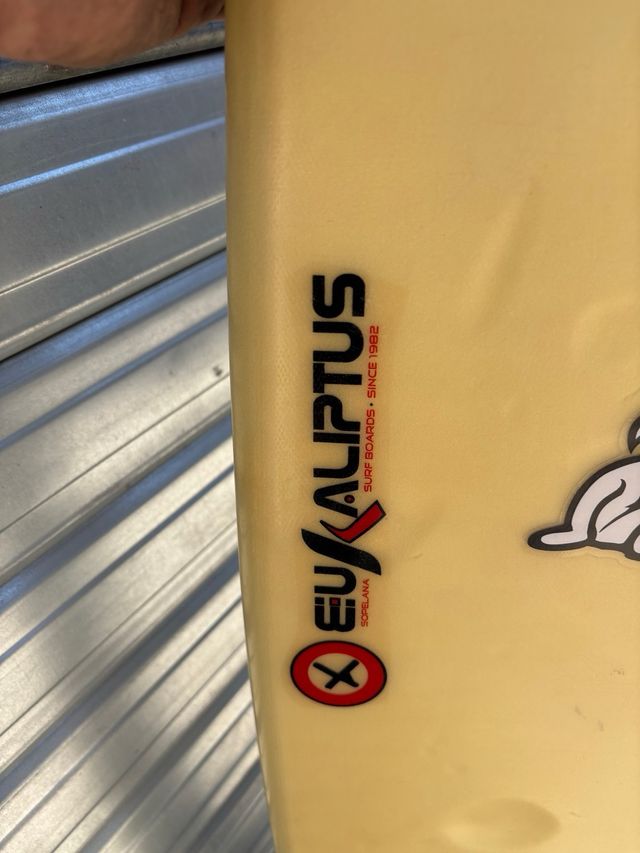 EUKALIPTUS
SOPELANA SURF BOARDS · SINCE 1982